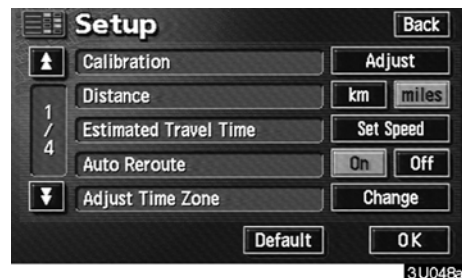 Setup Back
Calibration Adjust
Distance km miles
1
/
4
Estimated Travel Time Set Speed
Auto Reroute On Off
Adjust Time Zone Change
Default OK
3U048a